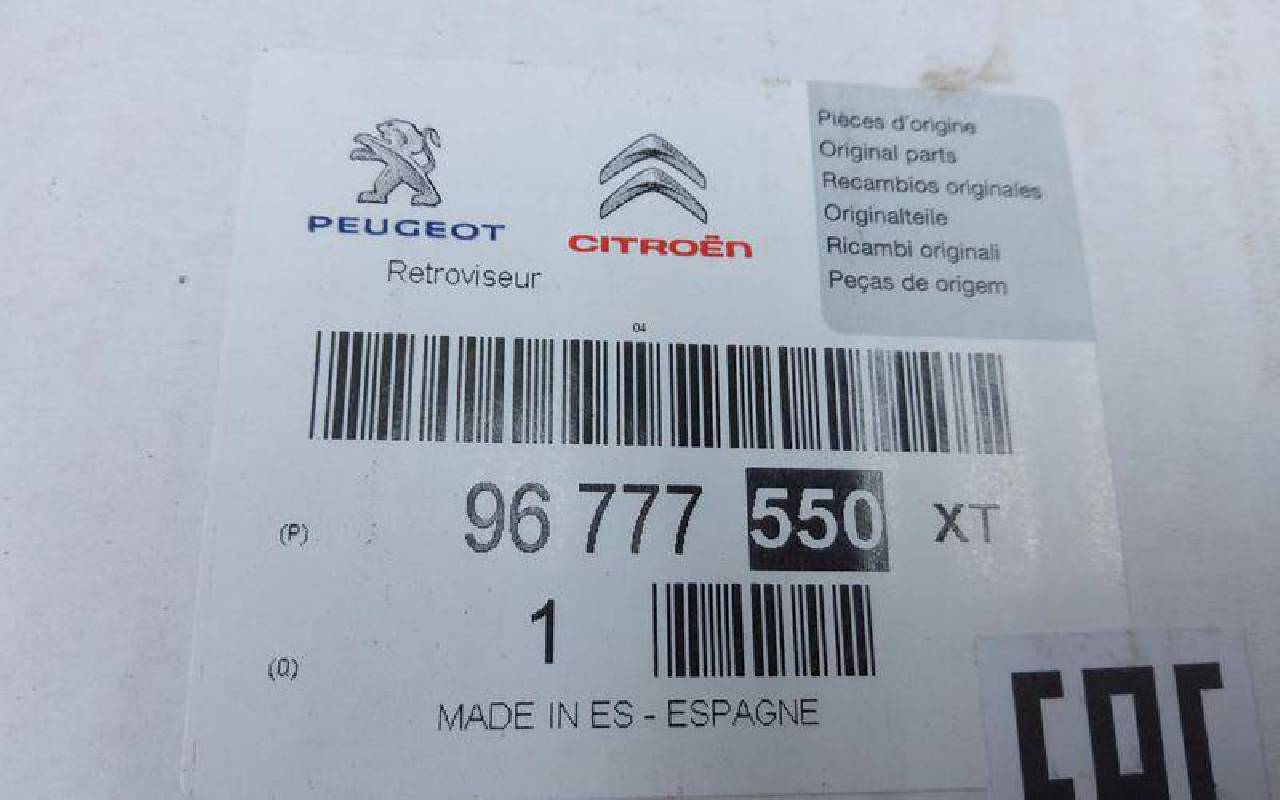 PEUGEOT
CITROËN
Retroviseur
Pièces d'origine
Original parts
Recambios originales
Originalteile
Ricambi originali
Peças de origem
04
(P) 96 777 550 XT
(Q) 1
MADE IN ES - ESPAGNE
EAC